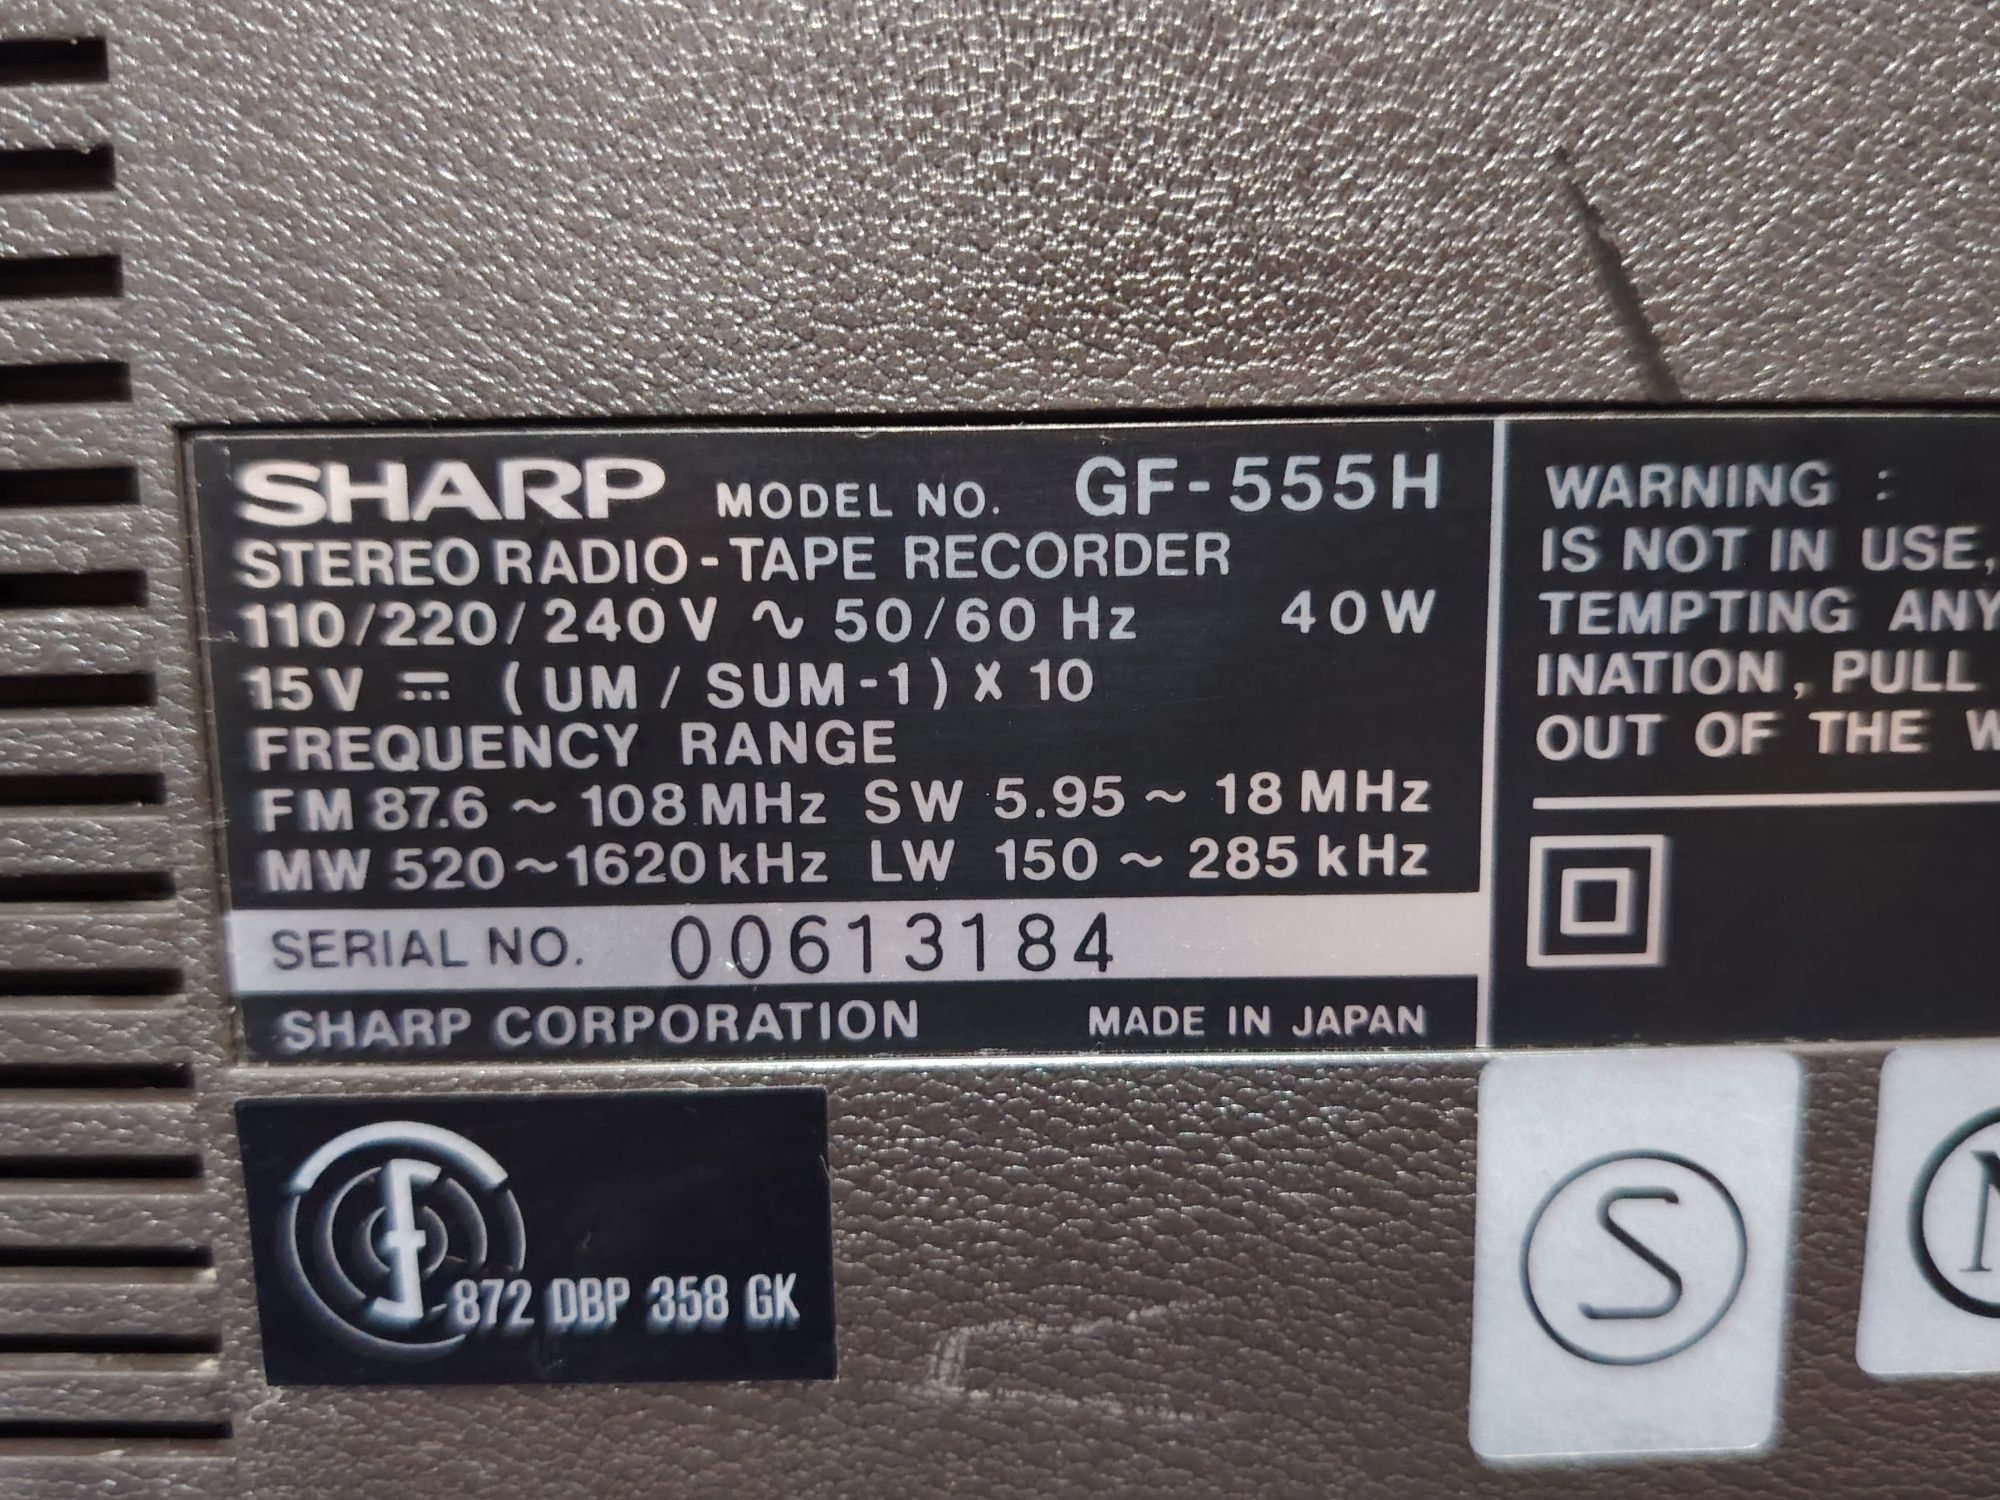 SHARP MODEL NO. GF-555H
STEREO RADIO-TAPE RECORDER
110/220/240V ∿ 50/60 Hz 40W
15V ⎓ (UM/SUM-1) X 10
FREQUENCY RANGE
FM 87.6 ~ 108 MHz SW 5.95 ~ 18 MHz
MW 520~1620 kHz LW 150 ~ 285 kHz
SERIAL NO. 00613184
SHARP CORPORATION MADE IN JAPAN
WARNING :
IS NOT IN USE,
TEMPTING ANY
INATION, PULL
OUT OF THE
872 DBP 358 GK
S
N